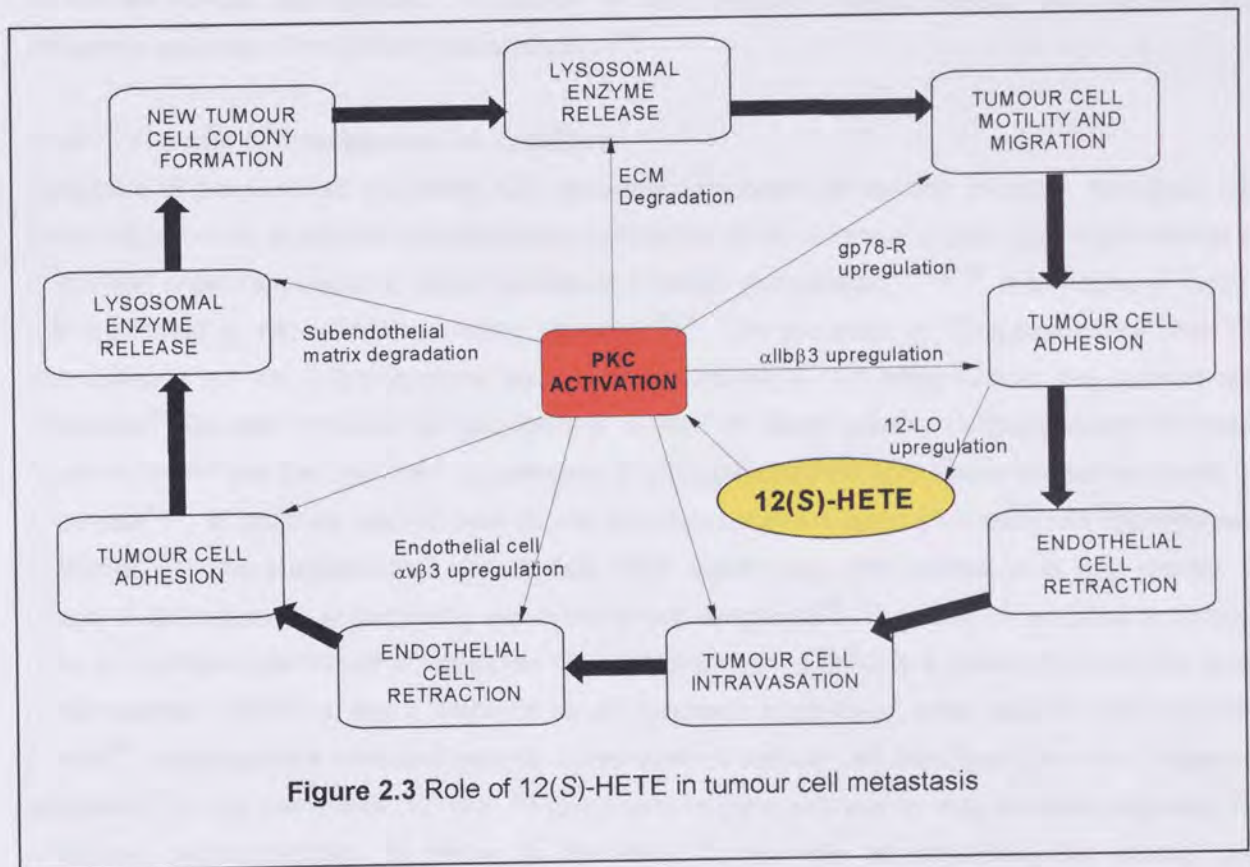 LYSOSOMAL
ENZYME
RELEASE
NEW TUMOUR
CELL COLONY
FORMATION
TUMOUR CELL
MOTILITY AND
MIGRATION
ECM
Degradation
gp78-R
upregulation
LYSOSOMAL
ENZYME
RELEASE
Subendothelial
matrix degradation
PKC
ACTIVATION
αIIbβ3 upregulation
TUMOUR CELL
ADHESION
12-LO
upregulation
12(S)-HETE
TUMOUR CELL
ADHESION
Endothelial cell
αvβ3 upregulation
ENDOTHELIAL
CELL
RETRACTION
ENDOTHELIAL
CELL
RETRACTION
TUMOUR CELL
INTRAVASATION
Figure 2.3 Role of 12(S)-HETE in tumour cell metastasis